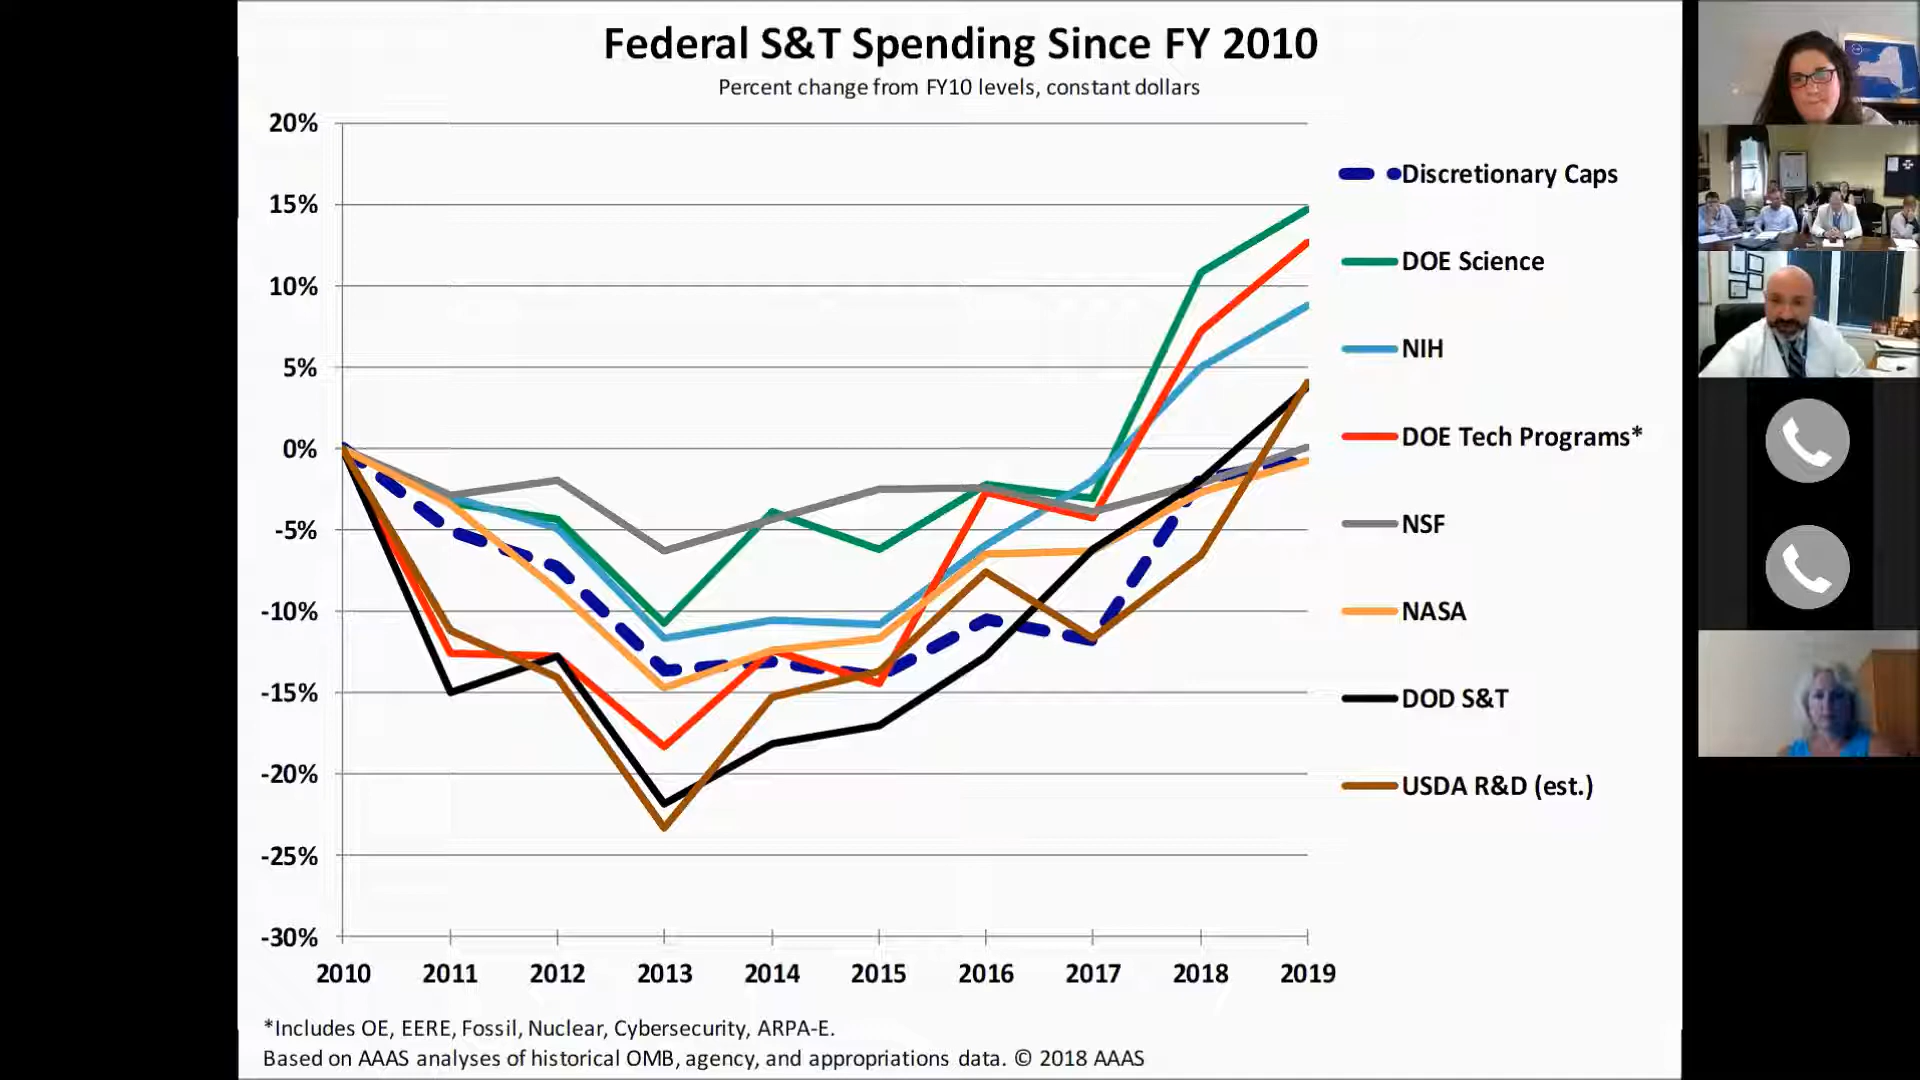 Federal S&T Spending Since FY 2010
Percent change from FY10 levels, constant dollars
20%
15%
10%
5%
0%
-5%
-10%
-15%
-20%
-25%
-30%
2010 2011 2012 2013 2014 2015 2016 2017 2018 2019
Discretionary Caps
DOE Science
NIH
DOE Tech Programs*
NSF
NASA
DOD S&T
USDA R&D (est.)
*Includes OE, EERE, Fossil, Nuclear, Cybersecurity, ARPA-E.
Based on AAAS analyses of historical OMB, agency, and appropriations data. © 2018 AAAS